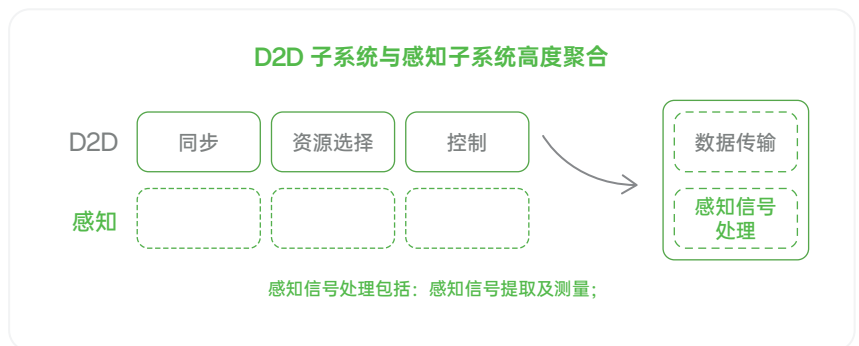 D2D 子系统与感知子系统高度聚合
D2D 同步 资源选择 控制 数据传输
感知 感知信号
处理
感知信号处理包括：感知信号提取及测量；